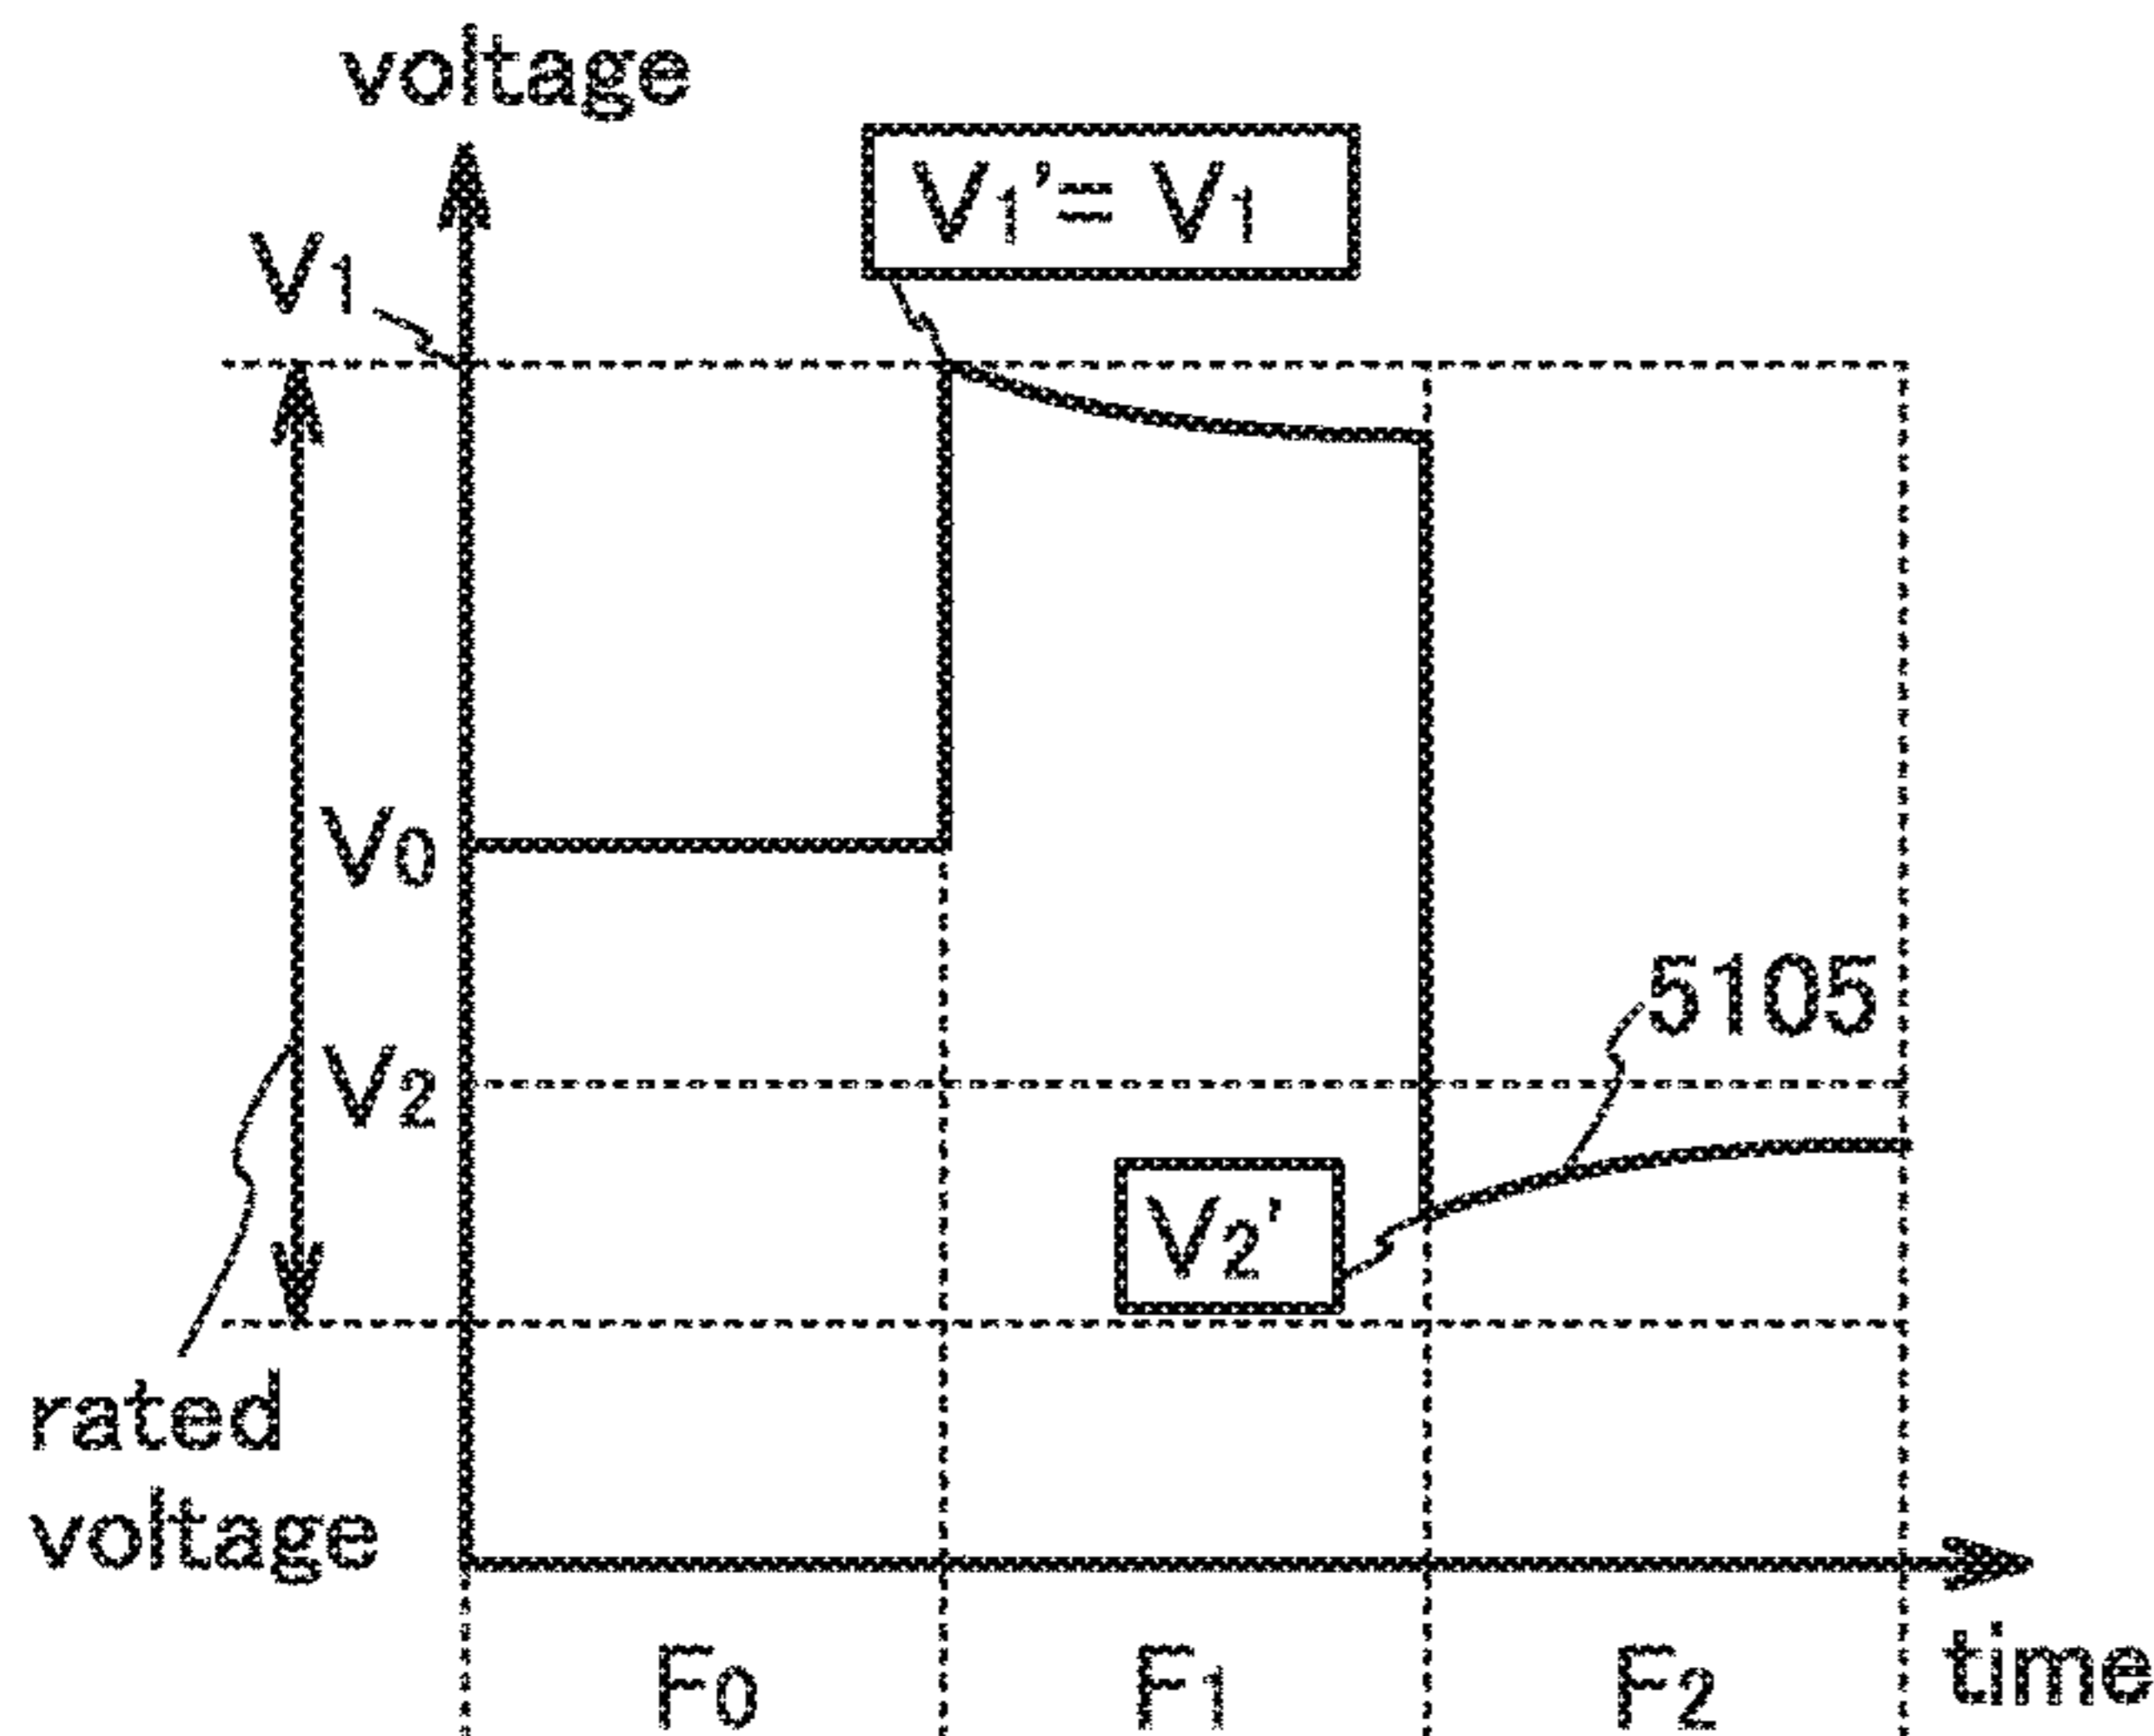 voltage
V1'= V1
V1
V0
5105
V2
V2'
rated
voltage
F0
F1
F2
time